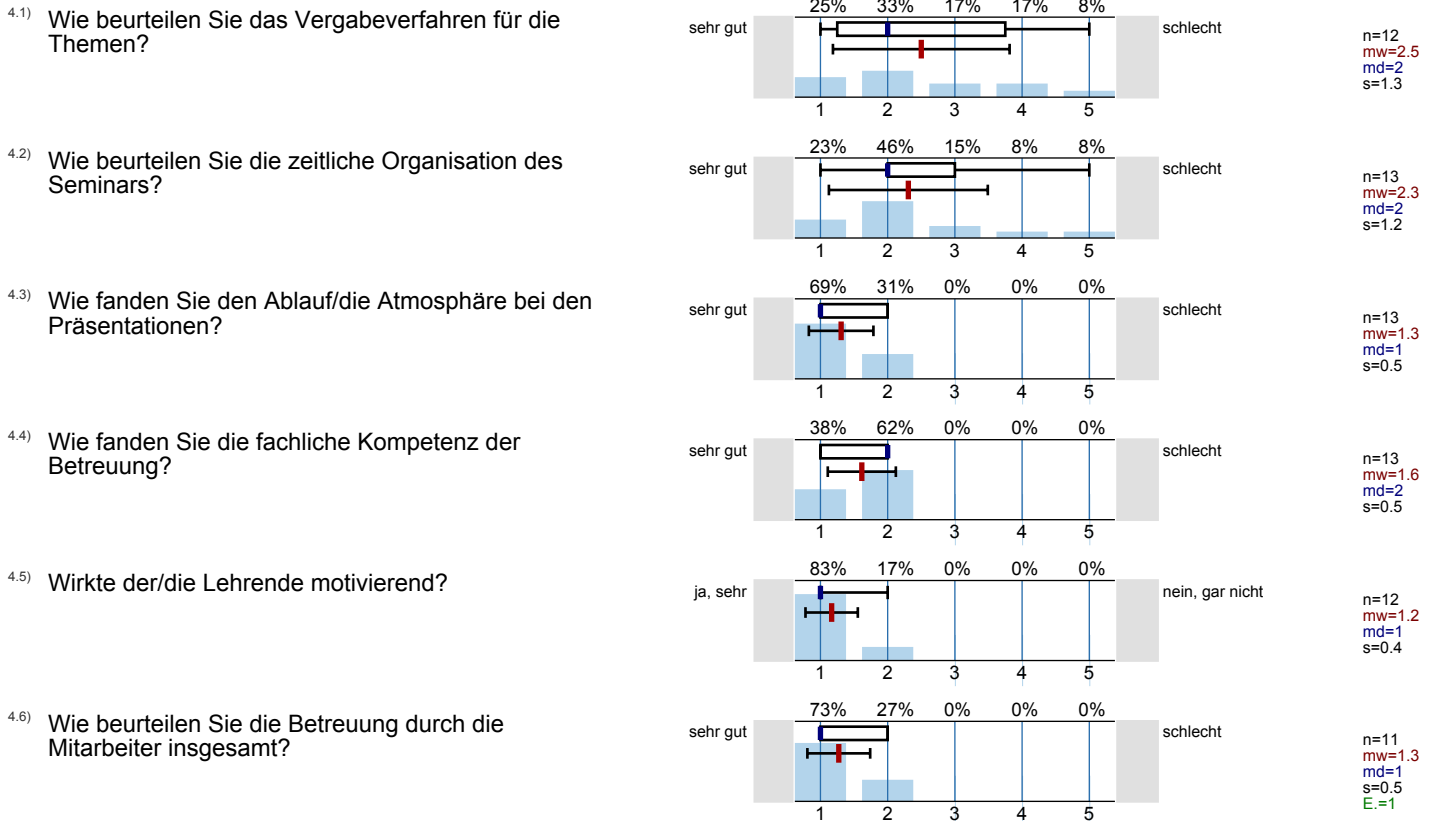 4.1) Wie beurteilen Sie das Vergabeverfahren für die
Themen?
25% 33% 17% 17% 8%
sehr gut
schlecht
1 2 3 4 5
n=12
mw=2.5
md=2
s=1.3
4.2) Wie beurteilen Sie die zeitliche Organisation des
Seminars?
23% 46% 15% 8% 8%
sehr gut
schlecht
1 2 3 4 5
n=13
mw=2.3
md=2
s=1.2
4.3) Wie fanden Sie den Ablauf/die Atmosphäre bei den
Präsentationen?
69% 31% 0% 0% 0%
sehr gut
schlecht
1 2 3 4 5
n=13
mw=1.3
md=1
s=0.5
4.4) Wie fanden Sie die fachliche Kompetenz der
Betreuung?
38% 62% 0% 0% 0%
sehr gut
schlecht
1 2 3 4 5
n=13
mw=1.6
md=2
s=0.5
4.5) Wirkte der/die Lehrende motivierend?
83% 17% 0% 0% 0%
ja, sehr
nein, gar nicht
1 2 3 4 5
n=12
mw=1.2
md=1
s=0.4
4.6) Wie beurteilen Sie die Betreuung durch die
Mitarbeiter insgesamt?
73% 27% 0% 0% 0%
sehr gut
schlecht
1 2 3 4 5
n=11
mw=1.3
md=1
s=0.5
E.=1